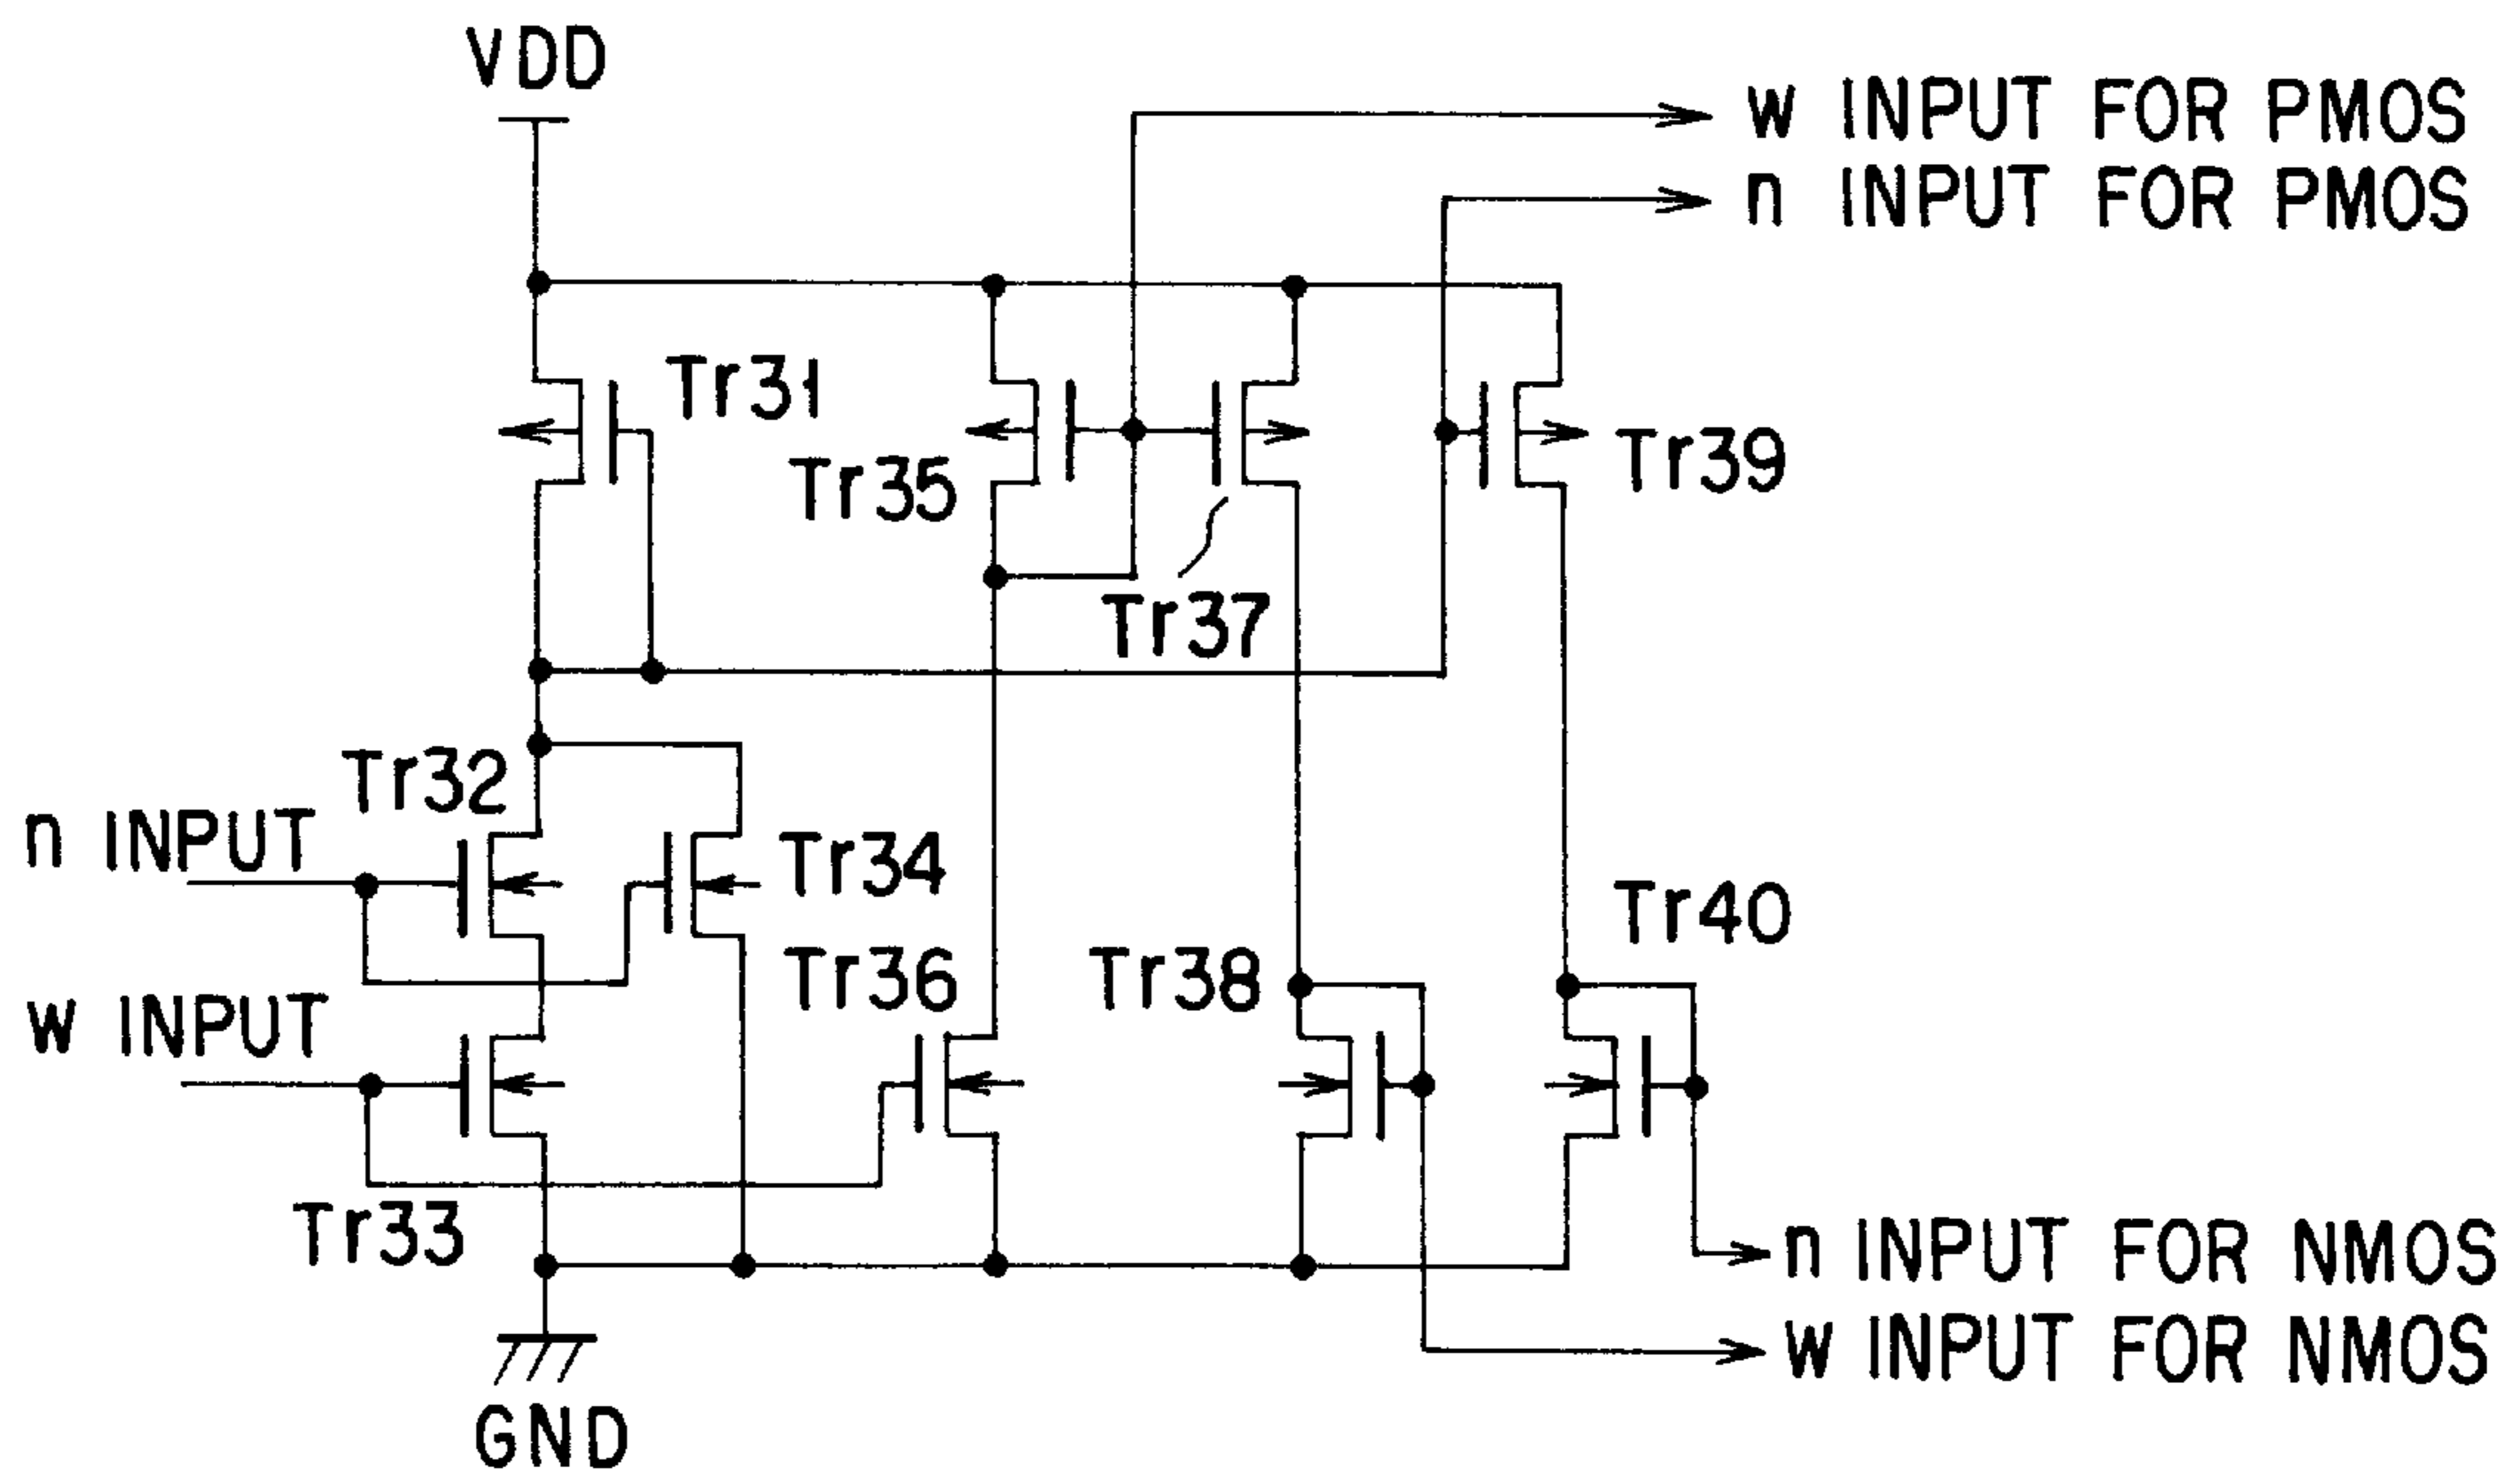 VDD
w INPUT FOR PMOS
n INPUT FOR PMOS
Tr31
Tr35
Tr39
Tr37
Tr32
n INPUT
Tr34
Tr40
Tr36
Tr38
w INPUT
Tr33
n INPUT FOR NMOS
w INPUT FOR NMOS
GND